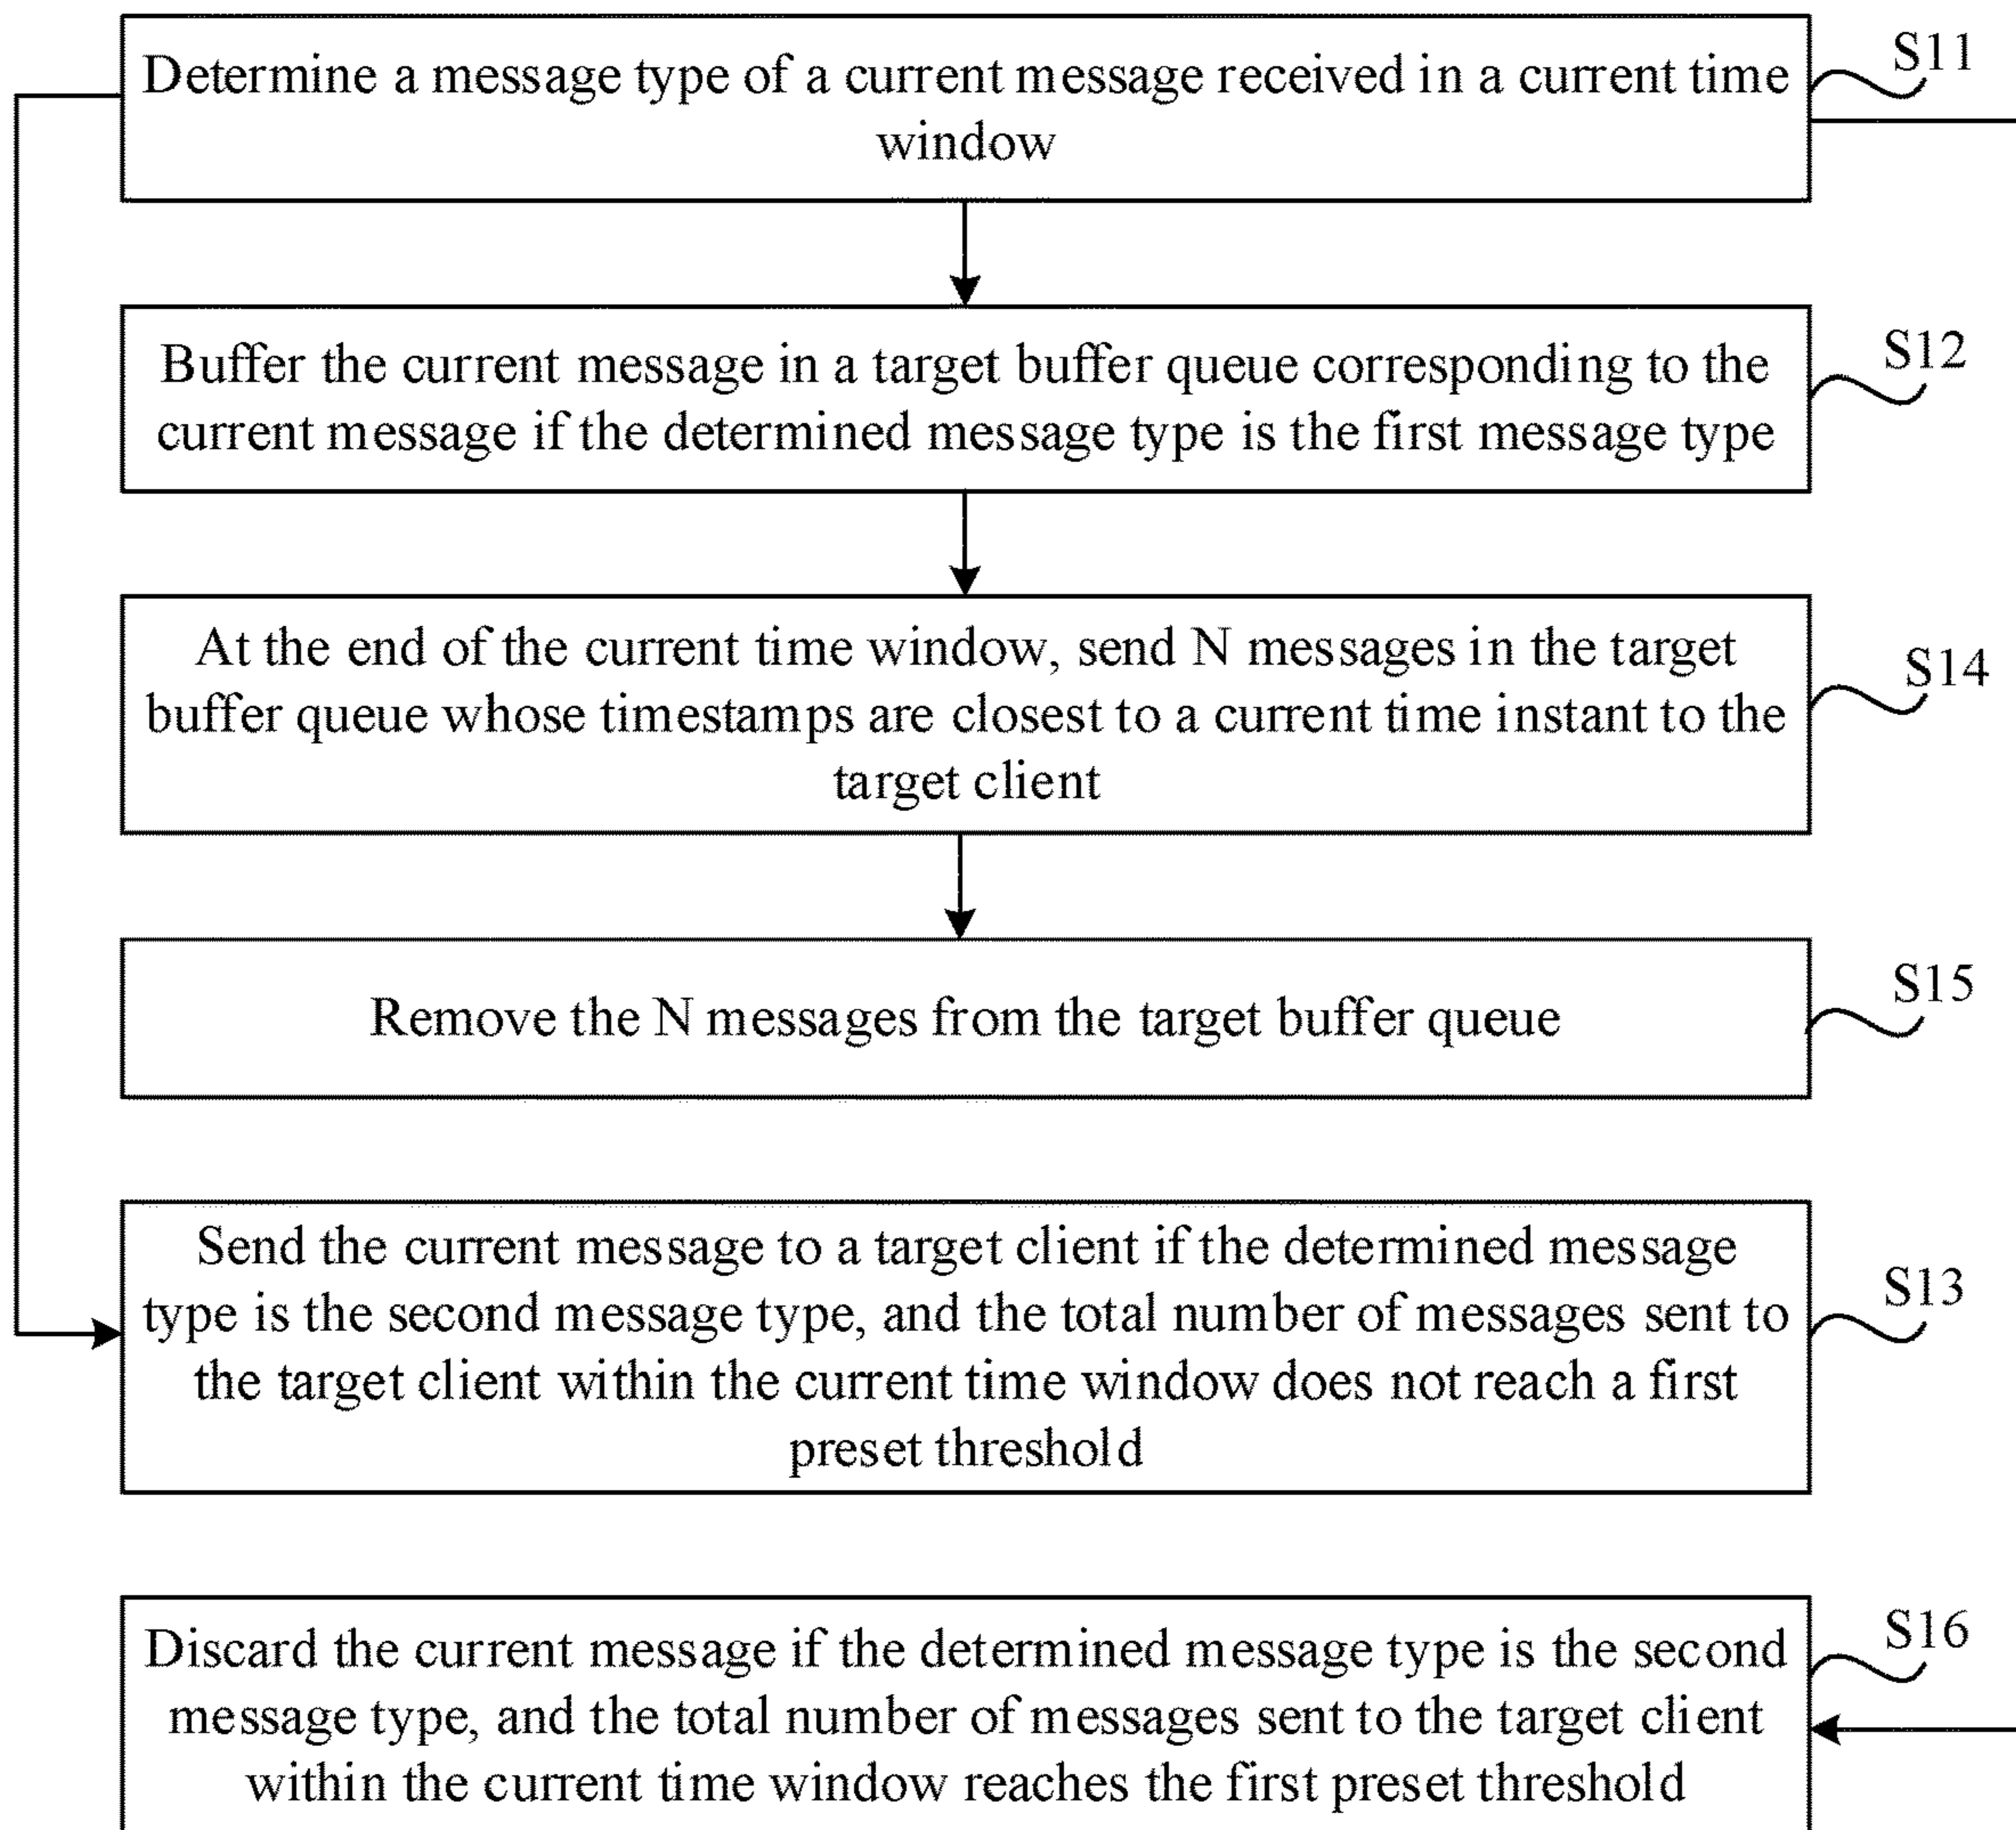 Determine a message type of a current message received in a current time
window
S11
Buffer the current message in a target buffer queue corresponding to the
current message if the determined message type is the first message type
S12
At the end of the current time window, send N messages in the target
buffer queue whose timestamps are closest to a current time instant to the
target client
S14
Remove the N messages from the target buffer queue
S15
Send the current message to a target client if the determined message
type is the second message type, and the total number of messages sent to
the target client within the current time window does not reach a first
preset threshold
S13
Discard the current message if the determined message type is the second
message type, and the total number of messages sent to the target client
within the current time window reaches the first preset threshold
S16